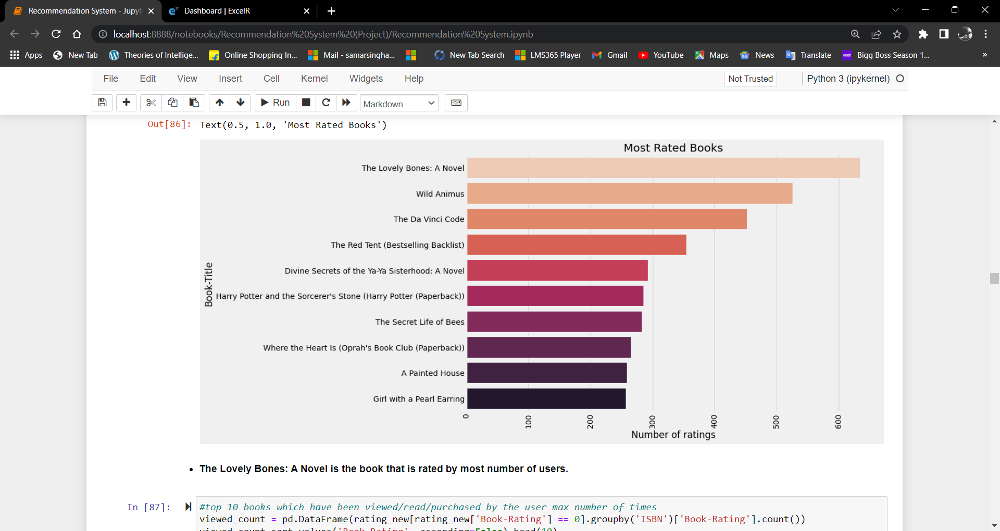 Recommendation System - Jupyt
Dashboard | ExcelR
localhost:8888/notebooks/Recommendation%20System%20(Project)/Recommendation%20System.ipynb
Apps New Tab Theories of Intellige... Online Shopping In... Mail - samarsingha... New Tab Search LMS365 Player Gmail YouTube Maps News Translate voot Bigg Boss Season 1... »
File Edit View Insert Cell Kernel Widgets Help Not Trusted Python 3 (ipykernel)
Run Markdown
Out[86]: Text(0.5, 1.0, 'Most Rated Books')
Most Rated Books
The Lovely Bones: A Novel
Wild Animus
The Da Vinci Code
The Red Tent (Bestselling Backlist)
Divine Secrets of the Ya-Ya Sisterhood: A Novel
Harry Potter and the Sorcerer's Stone (Harry Potter (Paperback))
The Secret Life of Bees
Where the Heart Is (Oprah's Book Club (Paperback))
A Painted House
Girl with a Pearl Earring
Book-Title
0 100 200 300 400 500 600
Number of ratings
• The Lovely Bones: A Novel is the book that is rated by most number of users.
In [87]: #top 10 books which have been viewed/read/purchased by the user max number of times
viewed_count = pd.DataFrame(rating_new[rating_new['Book-Rating'] == 0].groupby('ISBN')['Book-Rating'].count())